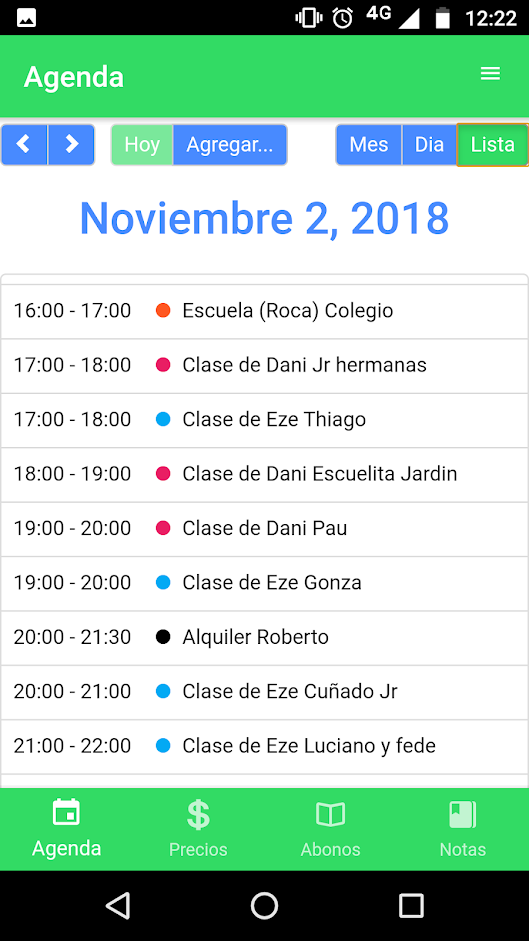 4G 12:22
Agenda
Hoy Agregar... Mes Dia Lista
Noviembre 2, 2018
16:00 - 17:00 Escuela (Roca) Colegio
17:00 - 18:00 Clase de Dani Jr hermanas
17:00 - 18:00 Clase de Eze Thiago
18:00 - 19:00 Clase de Dani Escuelita Jardin
19:00 - 20:00 Clase de Dani Pau
19:00 - 20:00 Clase de Eze Gonza
20:00 - 21:30 Alquiler Roberto
20:00 - 21:00 Clase de Eze Cuñado Jr
21:00 - 22:00 Clase de Eze Luciano y fede
Agenda Precios Abonos Notas